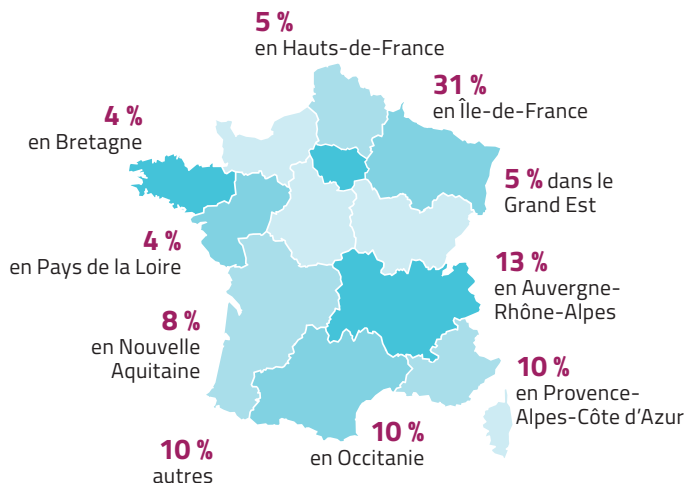 5 %
en Hauts-de-France
31 %
en Île-de-France
4 %
en Bretagne
5 % dans le
Grand Est
4 %
en Pays de la Loire
13 %
en Auvergne-
Rhône-Alpes
8 %
en Nouvelle
Aquitaine
10 %
en Provence-
Alpes-Côte d'Azur
10 %
en Occitanie
10 %
autres